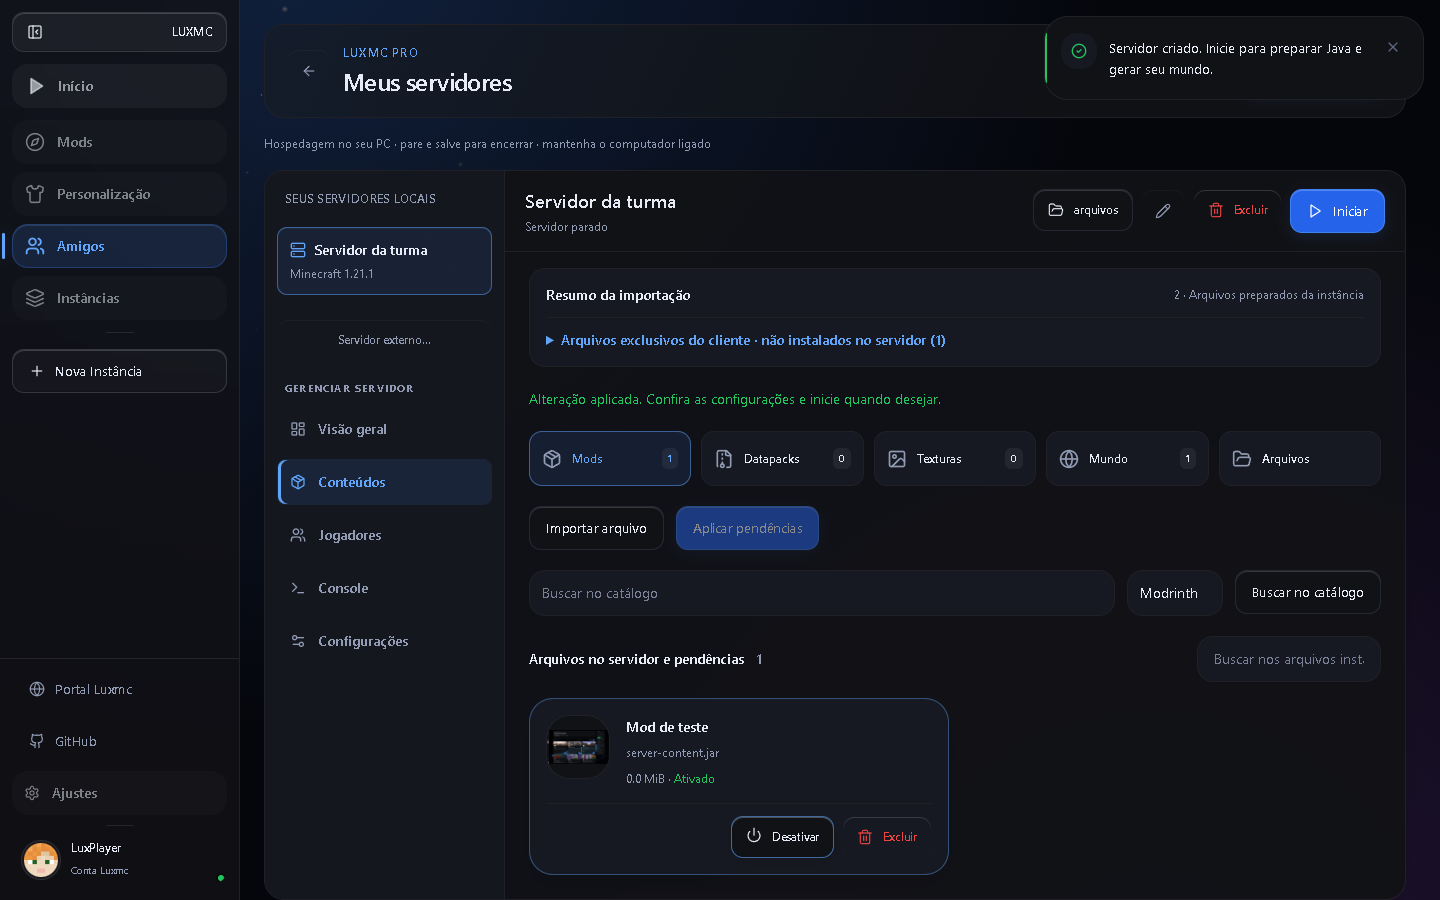 LUXMC
Início
Mods
Personalização
Amigos
Instâncias
Nova Instância
Portal Luxmc
GitHub
Ajustes
LuxPlayer
Conta Luxmc
LUXMC PRO
Meus servidores
Servidor criado. Inicie para preparar Java e
gerar seu mundo.
Hospedagem no seu PC · pare e salve para encerrar · mantenha o computador ligado
SEUS SERVIDORES LOCAIS
Servidor da turma
Minecraft 1.21.1
Servidor externo...
GERENCIAR SERVIDOR
Visão geral
Conteúdos
Jogadores
Console
Configurações
Servidor da turma
Servidor parado
arquivos
Excluir
Iniciar
Resumo da importação
2 · Arquivos preparados da instância
Arquivos exclusivos do cliente · não instalados no servidor (1)
Alteração aplicada. Confira as configurações e inicie quando desejar.
Mods 1
Datapacks 0
Texturas 0
Mundo 1
Arquivos
Importar arquivo
Aplicar pendências
Buscar no catálogo
Modrinth
Buscar no catálogo
Arquivos no servidor e pendências 1
Buscar nos arquivos inst
Mod de teste
server-content.jar
0.0 MiB · Ativado
Desativar
Excluir